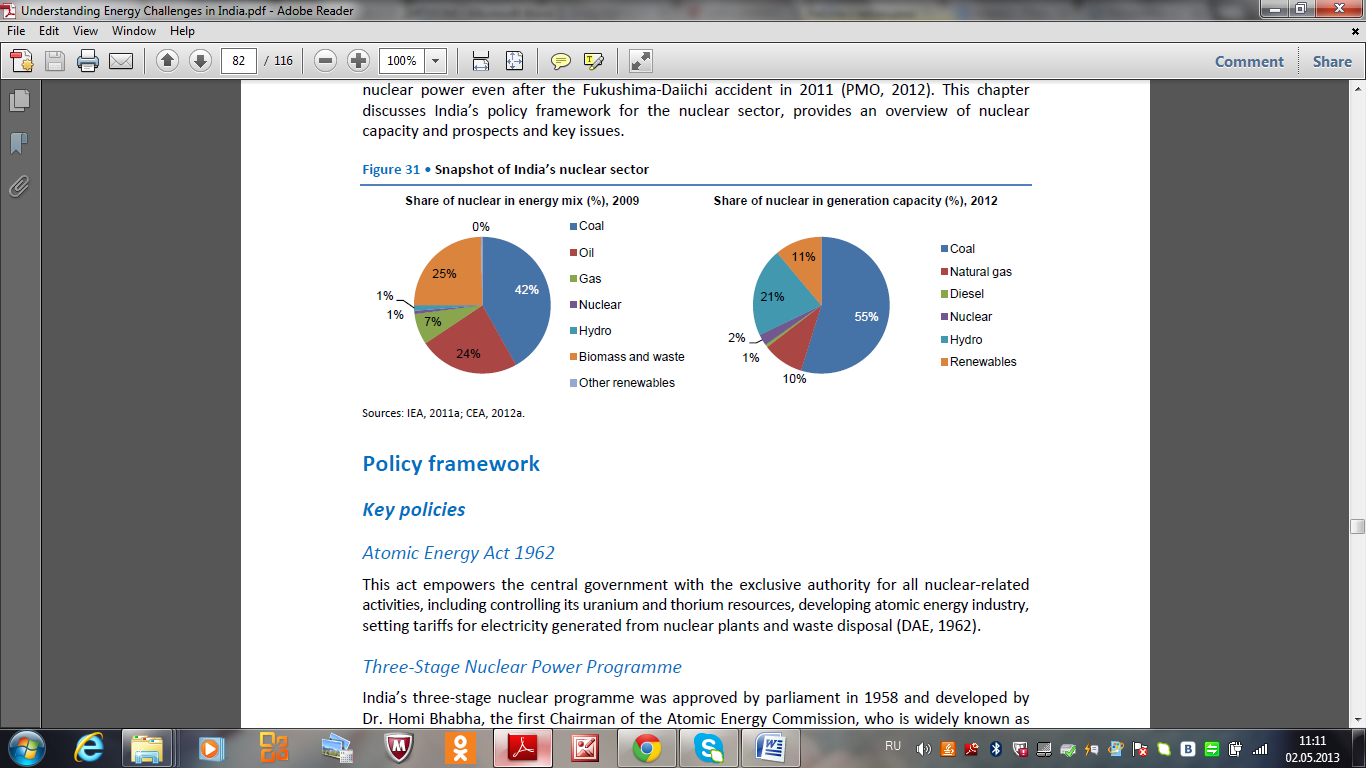 Understanding Energy Challenges in India.pdf - Adobe Reader
File Edit View Window Help
82 / 116 100% Comment Share
nuclear power even after the Fukushima-Daiichi accident in 2011 (PMO, 2012). This chapter
discusses India's policy framework for the nuclear sector, provides an overview of nuclear
capacity and prospects and key issues.
Figure 31 • Snapshot of India's nuclear sector
Share of nuclear in energy mix (%), 2009
0%
25%
42%
1%
1%
7%
24%
Coal
Oil
Gas
Nuclear
Hydro
Biomass and waste
Other renewables
Share of nuclear in generation capacity (%), 2012
11%
21%
55%
2%
1%
10%
Coal
Natural gas
Diesel
Nuclear
Hydro
Renewables
Sources: IEA, 2011a; CEA, 2012a.
Policy framework
Key policies
Atomic Energy Act 1962
This act empowers the central government with the exclusive authority for all nuclear-related
activities, including controlling its uranium and thorium resources, developing atomic energy industry,
setting tariffs for electricity generated from nuclear plants and waste disposal (DAE, 1962).
Three-Stage Nuclear Power Programme
India's three-stage nuclear programme was approved by parliament in 1958 and developed by
Dr. Homi Bhabha, the first Chairman of the Atomic Energy Commission, who is widely known as
RU
11:11
02.05.2013